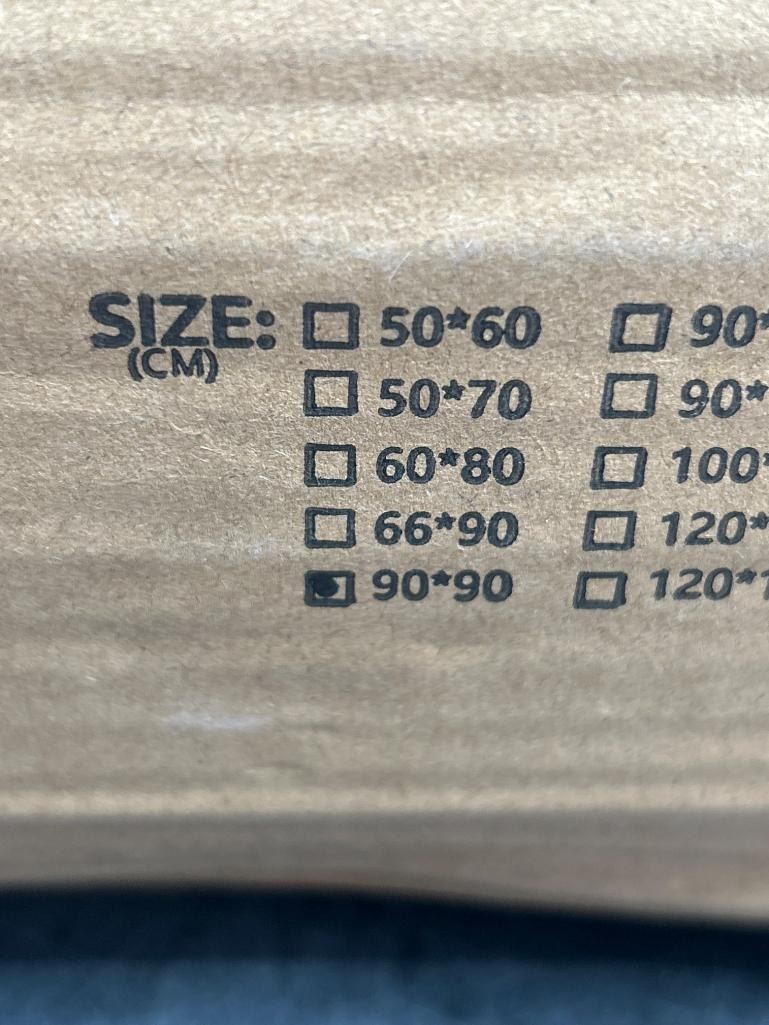 SIZE: ☐ 50*60 ☐ 90*
(CM)
☐ 50*70 ☐ 90*
☐ 60*80 ☐ 100*
☐ 66*90 ☐ 120*
☑ 90*90 ☐ 120*1